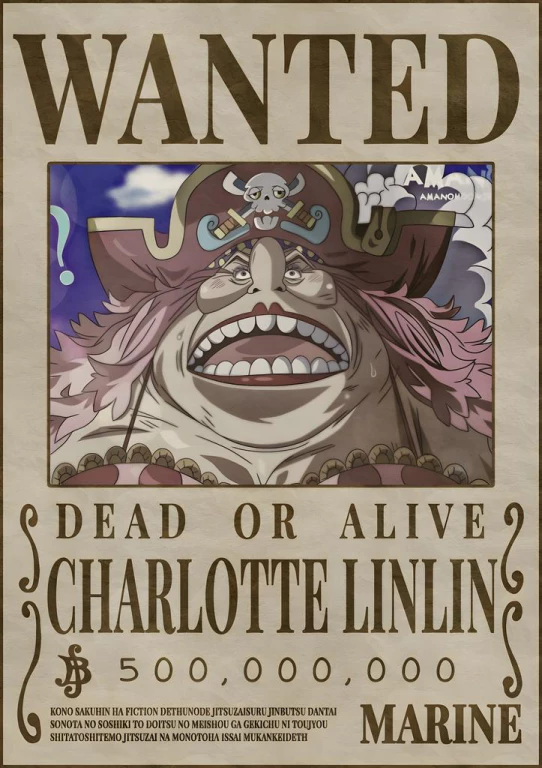 WANTED
DEAD OR ALIVE
CHARLOTTE LINLIN
฿ 500,000,000
KONO SAKUHIN HA FICTION DETHUNODE JITSUZAISURU JINBUTSU DANTAI
SONOTA NO SOSHIKI TO DOITSU NO MEISHOU GA GEKICHU NI TOUJYOU
SHITATOSHITEMO JITSUZAI NA MONOTOHA ISSAI MUKANKEIDETH
MARINE